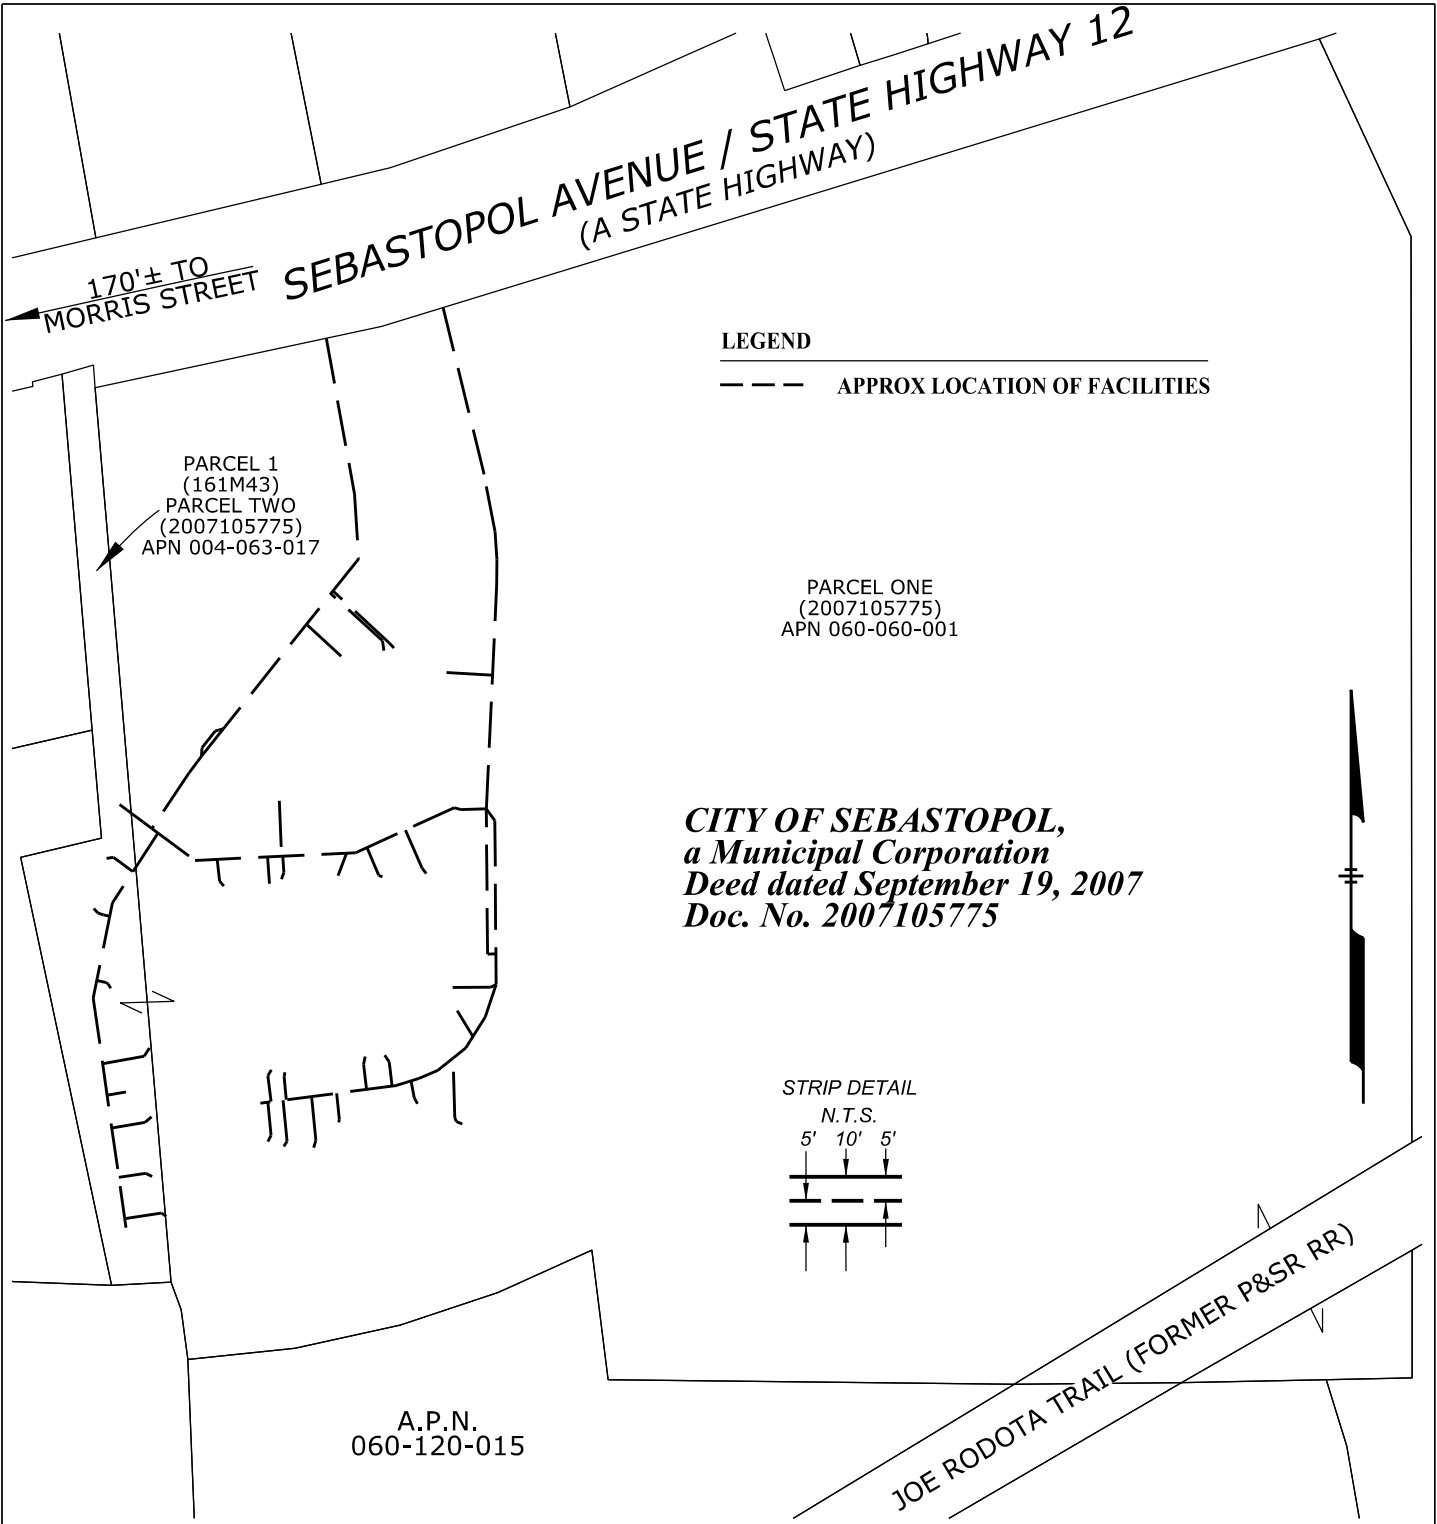 SEBASTOPOL AVENUE / STATE HIGHWAY 12
(A STATE HIGHWAY)
170'± TO
MORRIS STREET
LEGEND
APPROX LOCATION OF FACILITIES
PARCEL 1
(161M43)
PARCEL TWO
(2007105775)
APN 004-063-017
PARCEL ONE
(2007105775)
APN 060-060-001
CITY OF SEBASTOPOL,
a Municipal Corporation
Deed dated September 19, 2007
Doc. No. 2007105775
STRIP DETAIL
N.T.S.
5' 10' 5'
JOE RODOTA TRAIL (FORMER P&SR RR)
A.P.N.
060-120-015